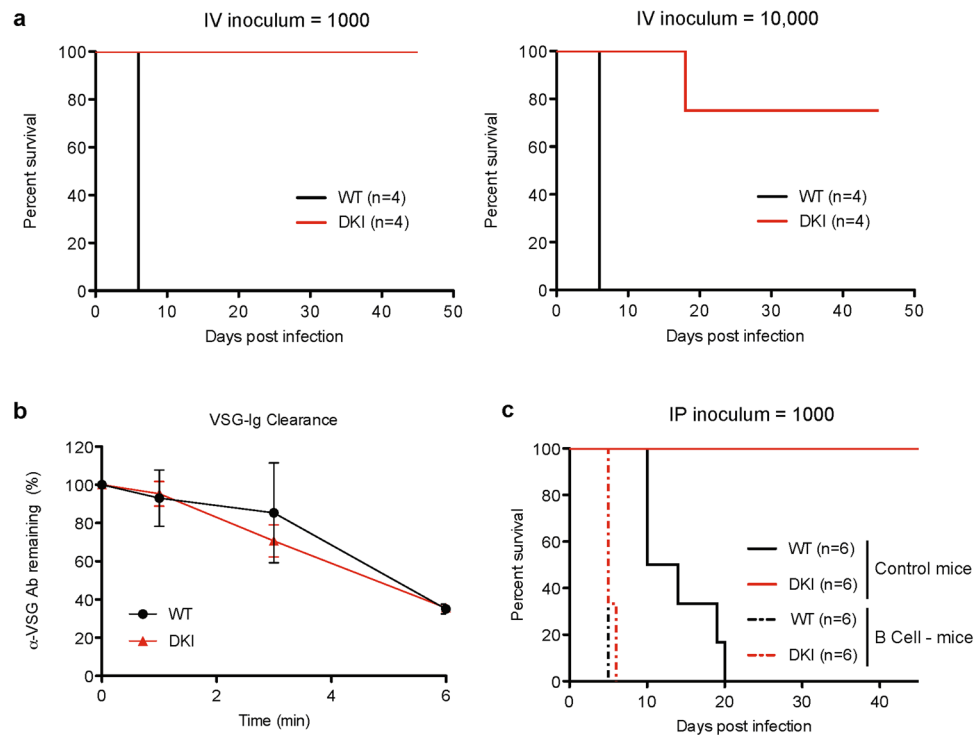 a
IV inoculum = 1000
Percent survival
100
80
60
40
20
0
WT (n=4)
DKI (n=4)
0 10 20 30 40 50
Days post infection
IV inoculum = 10,000
Percent survival
100
80
60
40
20
0
WT (n=4)
DKI (n=4)
0 10 20 30 40 50
Days post infection
b
VSG-Ig Clearance
α-VSG Ab remaining (%)
120
100
80
60
40
20
0
WT
DKI
0 2 4 6
Time (min)
c
IP inoculum = 1000
Percent survival
100
80
60
40
20
0
WT (n=6)
DKI (n=6)
Control mice
WT (n=6)
DKI (n=6)
B Cell - mice
0 10 20 30 40
Days post infection